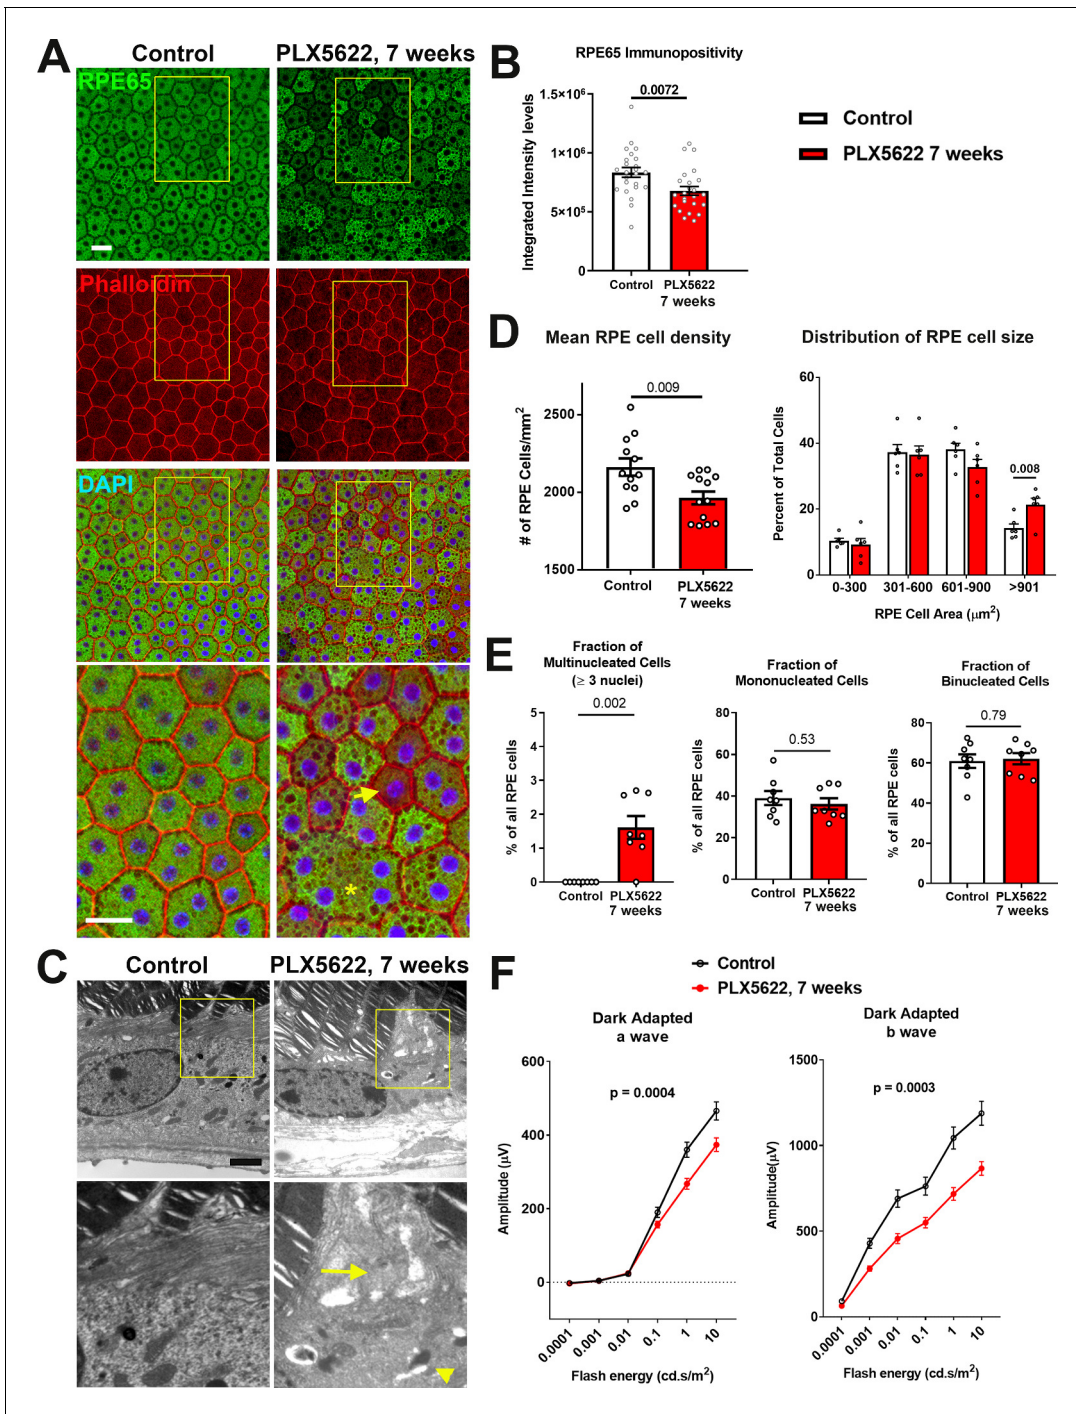 A
Control
PLX5622, 7 weeks
RPE65
Phalloidin
DAPI
*
B
RPE65 Immunopositivity
0.0072
1.5×10⁶
1×10⁶
5×10⁵
0
Integrated Intensity levels
Control
PLX5622
7 weeks
Control
PLX5622 7 weeks
D
Mean RPE cell density
0.009
2500
2000
1500
# of RPE Cells/mm²
Control
PLX5622
7 weeks
Distribution of RPE cell size
60
40
20
0
Percent of Total Cells
0.008
0-300
301-600
601-900
>901
RPE Cell Area (μm²)
E
Fraction of
Multinucleated Cells
(≥ 3 nuclei)
0.002
5
4
3
2
1
0
% of all RPE cells
Control
PLX5622
7 weeks
Fraction of
Mononucleated Cells
0.53
80
60
40
20
0
% of all RPE cells
Control
PLX5622
7 weeks
Fraction of
Binucleated Cells
0.79
80
60
40
20
0
% of all RPE cells
Control
PLX5622
7 weeks
C
Control
PLX5622, 7 weeks
F
Control
PLX5622, 7 weeks
Dark Adapted
a wave
p = 0.0004
600
400
200
0
Amplitude (μV)
0.0001
0.001
0.01
0.1
1
10
Flash energy (cd.s/m²)
Dark Adapted
b wave
p = 0.0003
1500
1000
500
0
Amplitude(μV)
0.0001
0.001
0.01
0.1
1
10
Flash energy (cd.s/m²)